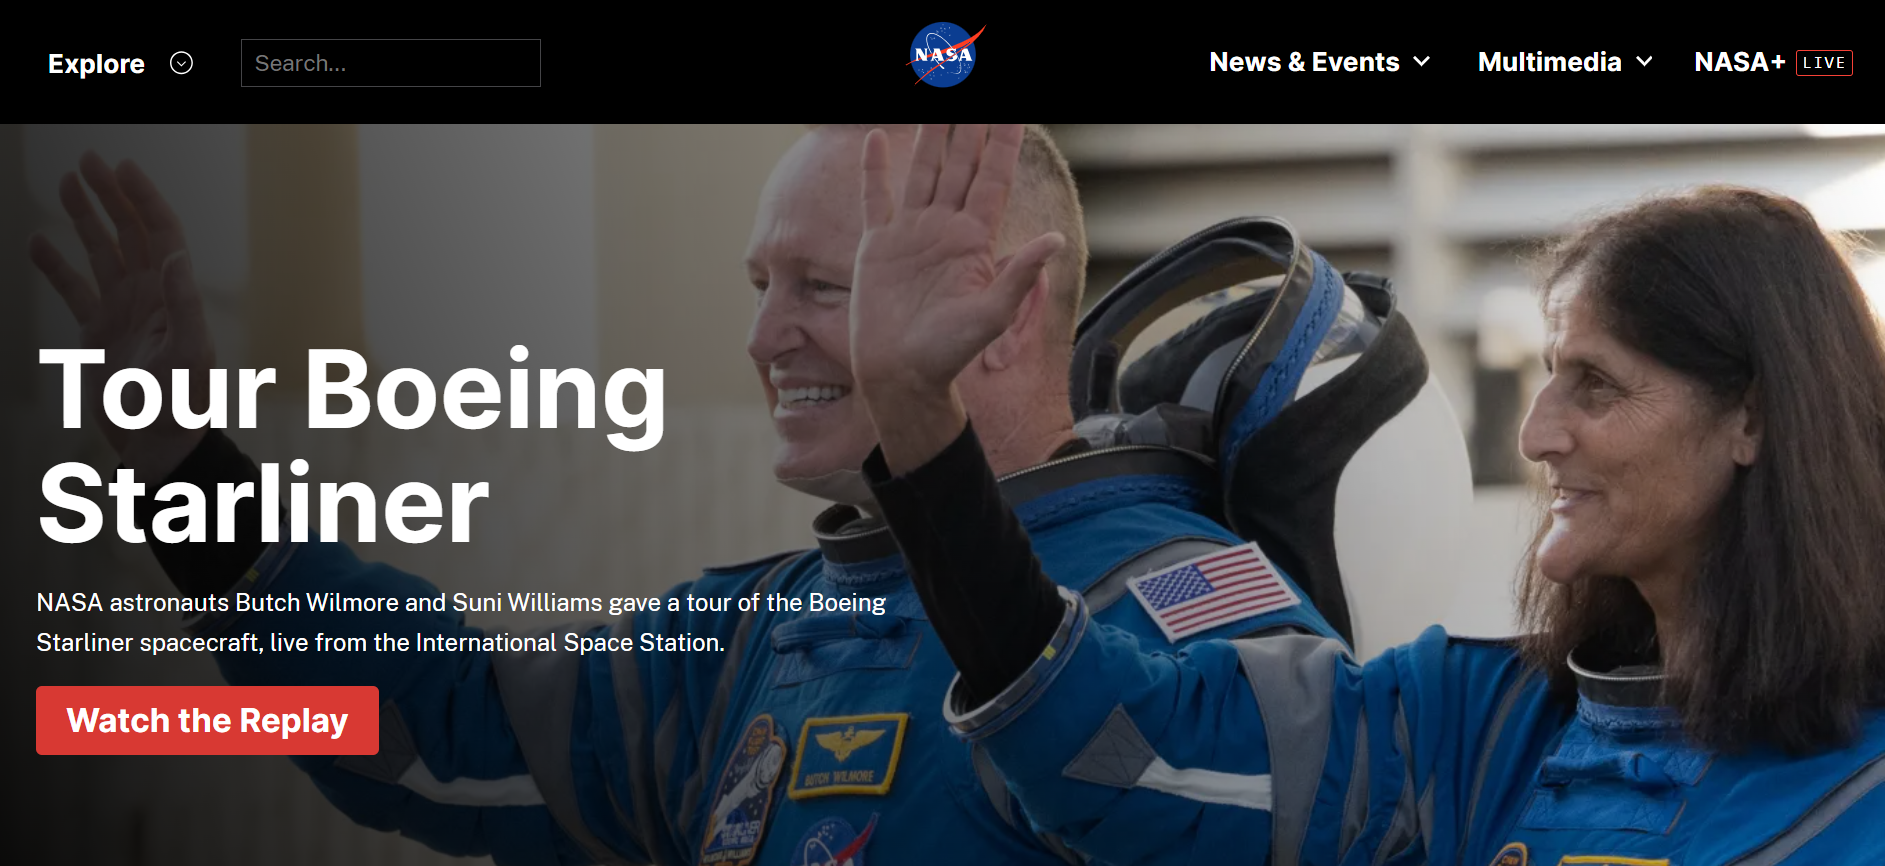 Explore
Search...
NASA
News & Events
Multimedia
NASA+ LIVE
Tour Boeing
Starliner
NASA astronauts Butch Wilmore and Suni Williams gave a tour of the Boeing
Starliner spacecraft, live from the International Space Station.
Watch the Replay
BUTCH WILMORE